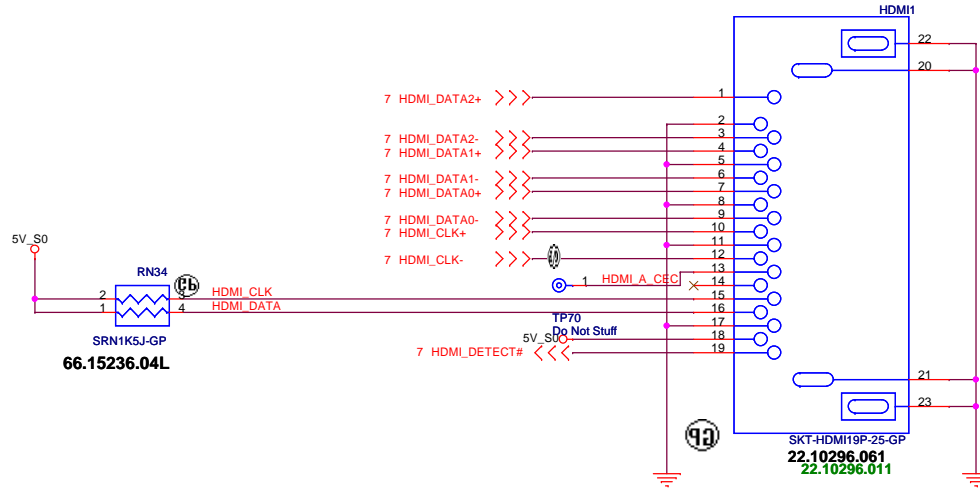 HDMI1
22
20
7 HDMI_DATA2+ 1
2
7 HDMI_DATA2- 3
7 HDMI_DATA1+ 4
5
7 HDMI_DATA1- 6
7 HDMI_DATA0+ 7
8
7 HDMI_DATA0- 9
7 HDMI_CLK+ 10
11
7 HDMI_CLK- 12
13
1 HDMI_A_CEC 14
15
16
17
18
7 HDMI_DETECT# 19
TP70
Do Not Stuff
5V_S0
5V_S0
RN34
2 3 HDMI_CLK
1 4 HDMI_DATA
SRN1K5J-GP
66.15236.04L
21
23
SKT-HDMI19P-25-GP
22.10296.061
22.10296.011